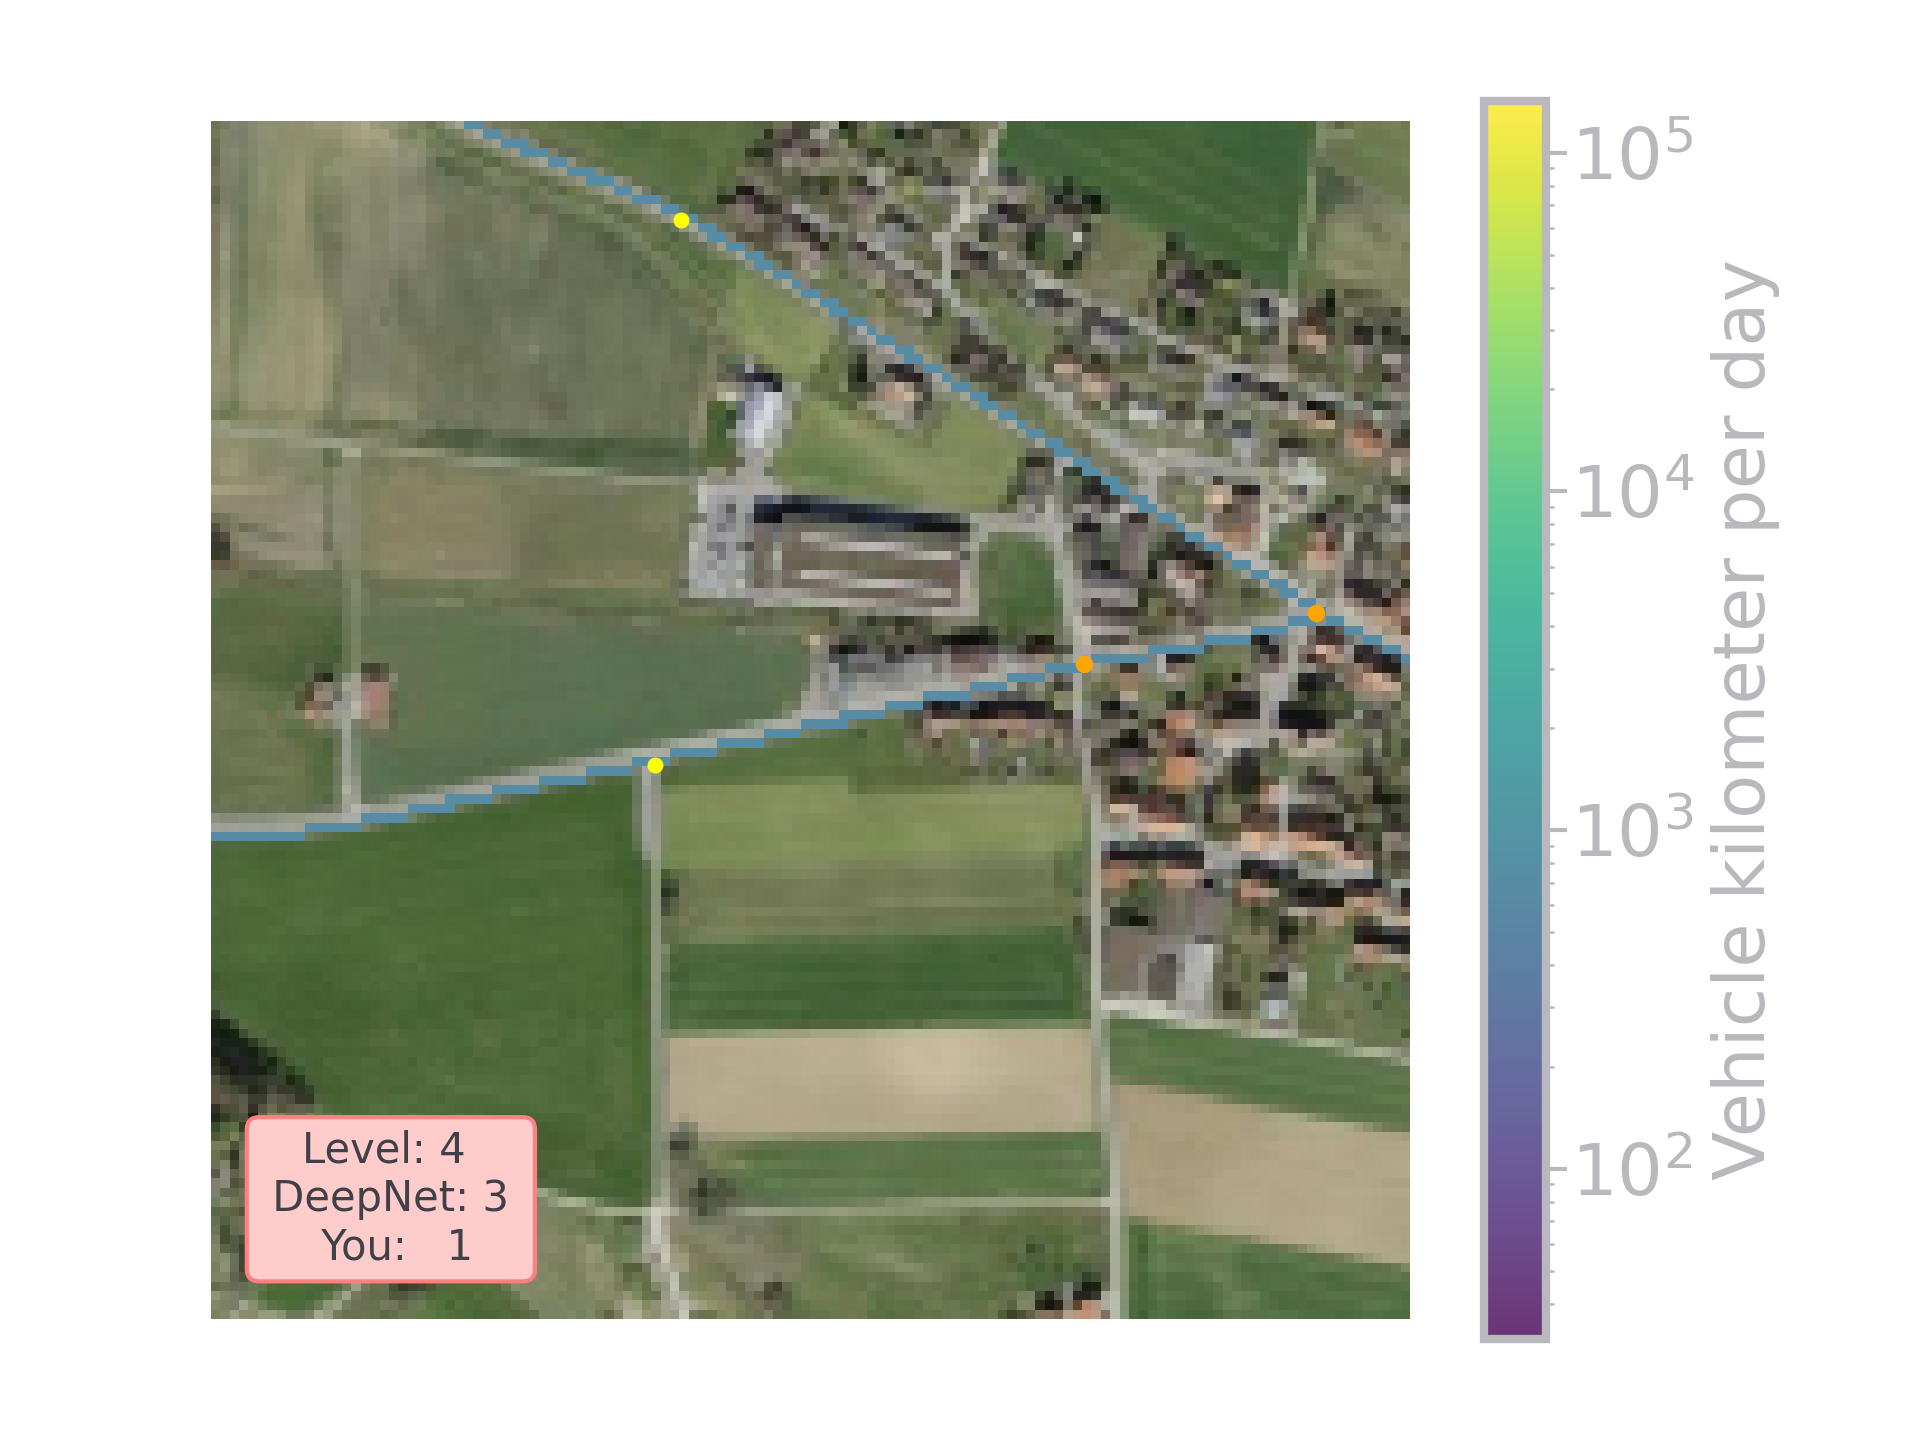 Level: 4
DeepNet: 3
You: 1
10⁵
10⁴
10³
10²
Vehicle kilometer per day